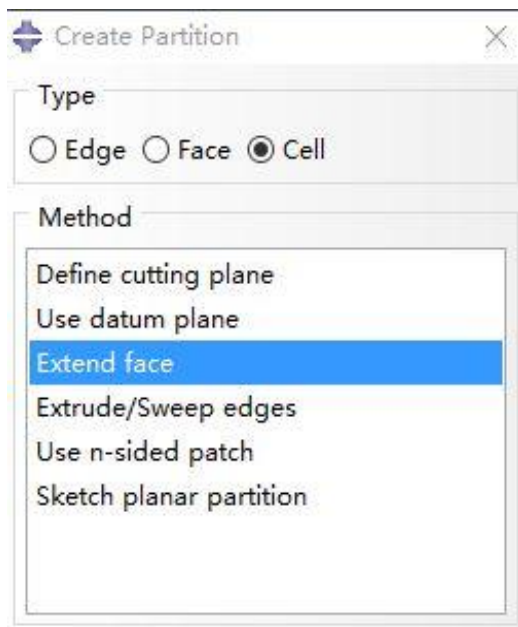 Create Partition
Type
Edge Face Cell
Method
Define cutting plane
Use datum plane
Extend face
Extrude/Sweep edges
Use n-sided patch
Sketch planar partition